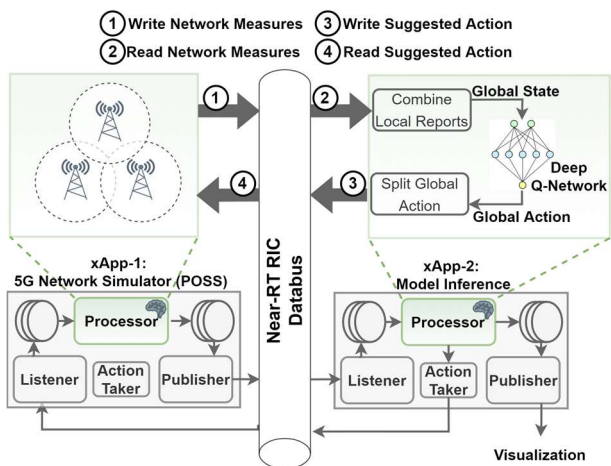 1 Write Network Measures 3 Write Suggested Action
2 Read Network Measures 4 Read Suggested Action
1
2
Combine
Local Reports
Global State
Deep
Q-Network
4
3
Split Global
Action
Global Action
Near-RT RIC
Databus
xApp-1:
5G Network Simulator (POSS)
Processor
Listener
Action
Taker
Publisher
xApp-2:
Model Inference
Processor
Listener
Action
Taker
Publisher
Visualization